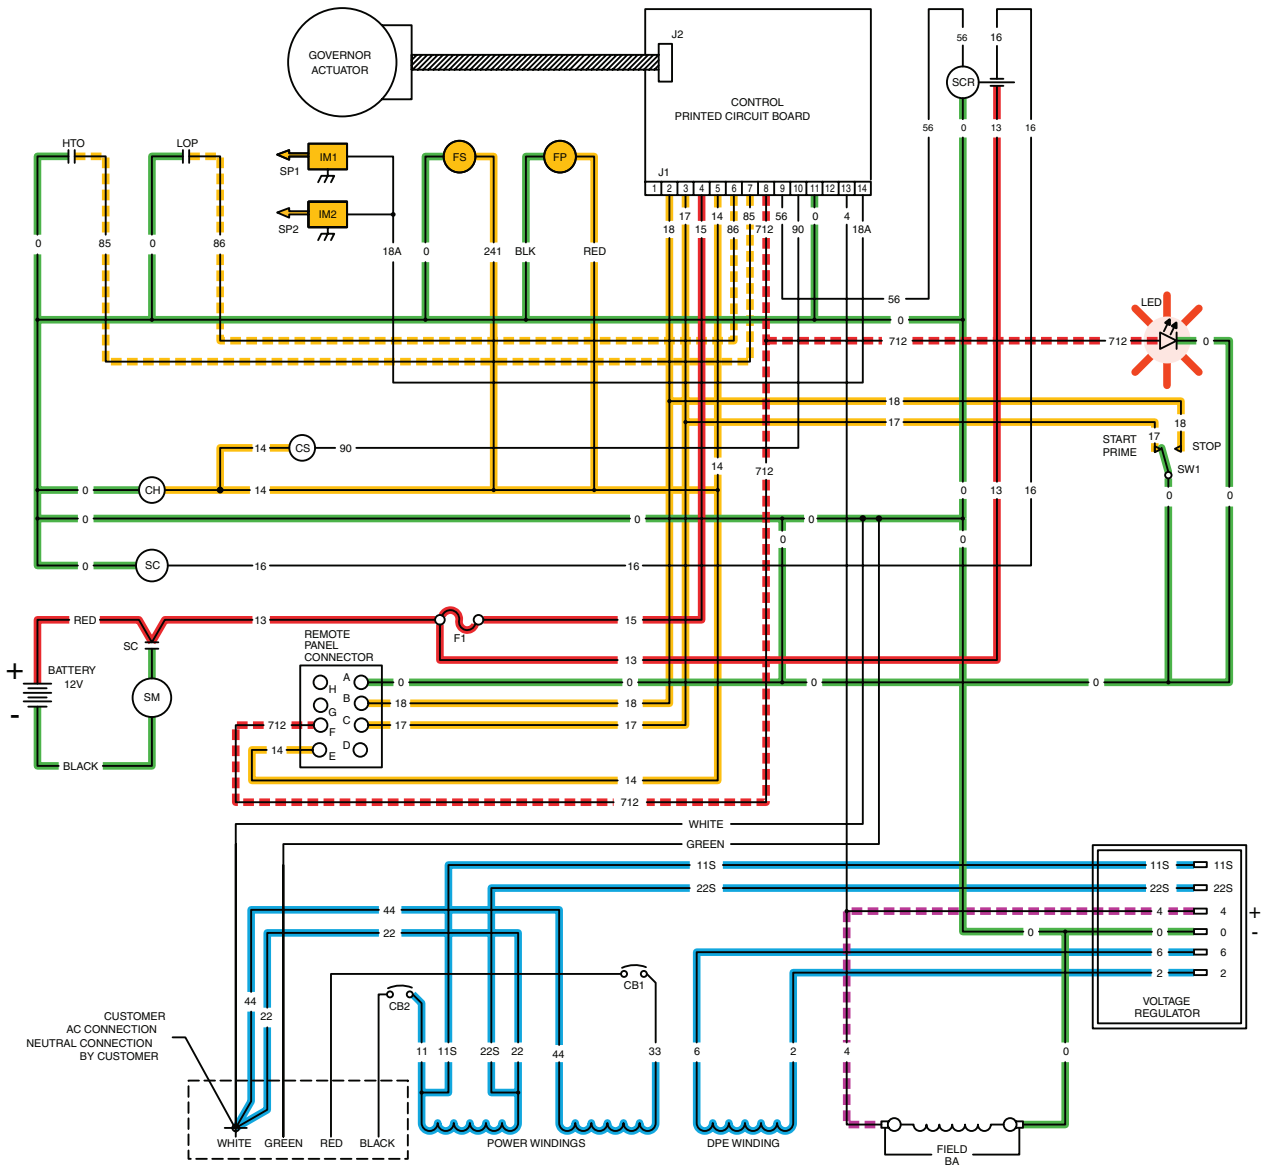 J2
56
16
GOVERNOR
ACTUATOR
SCR
CONTROL
PRINTED CIRCUIT BOARD
56
0
13
16
HTO
LOP
IM1
FS
FP
SP1
J1
1 2 3 4 5 6 7 8 9 10 11 12 13 14
IM2
SP2
18 17 15 14 86 85 712 56 90 0 4 18A
0
85
0
86
18A
0
241
BLK
RED
56
LED
0
712
712
0
18
17
18
17
START
PRIME
STOP
SW1
14
CS
90
14
712
0
CH
14
0
13
16
0
0
0
0
0
0
0
0
SC
16
16
RED
13
F1
15
SC
REMOTE
PANEL
CONNECTOR
13
+
BATTERY
12V
-
SM
A
H
B
G
C
F
D
E
0
0
0
0
18
18
712
17
17
14
BLACK
14
712
WHITE
GREEN
11S
11S
11S
22S
22S
22S
44
4
4
+
22
0
0
0
-
6
6
2
2
CB1
CB2
44
22
VOLTAGE
REGULATOR
CUSTOMER
AC CONNECTION
NEUTRAL CONNECTION
BY CUSTOMER
11
11S
22S
22
44
33
6
2
4
0
WHITE
GREEN
RED
BLACK
POWER WINDINGS
DPE WINDING
FIELD
BA